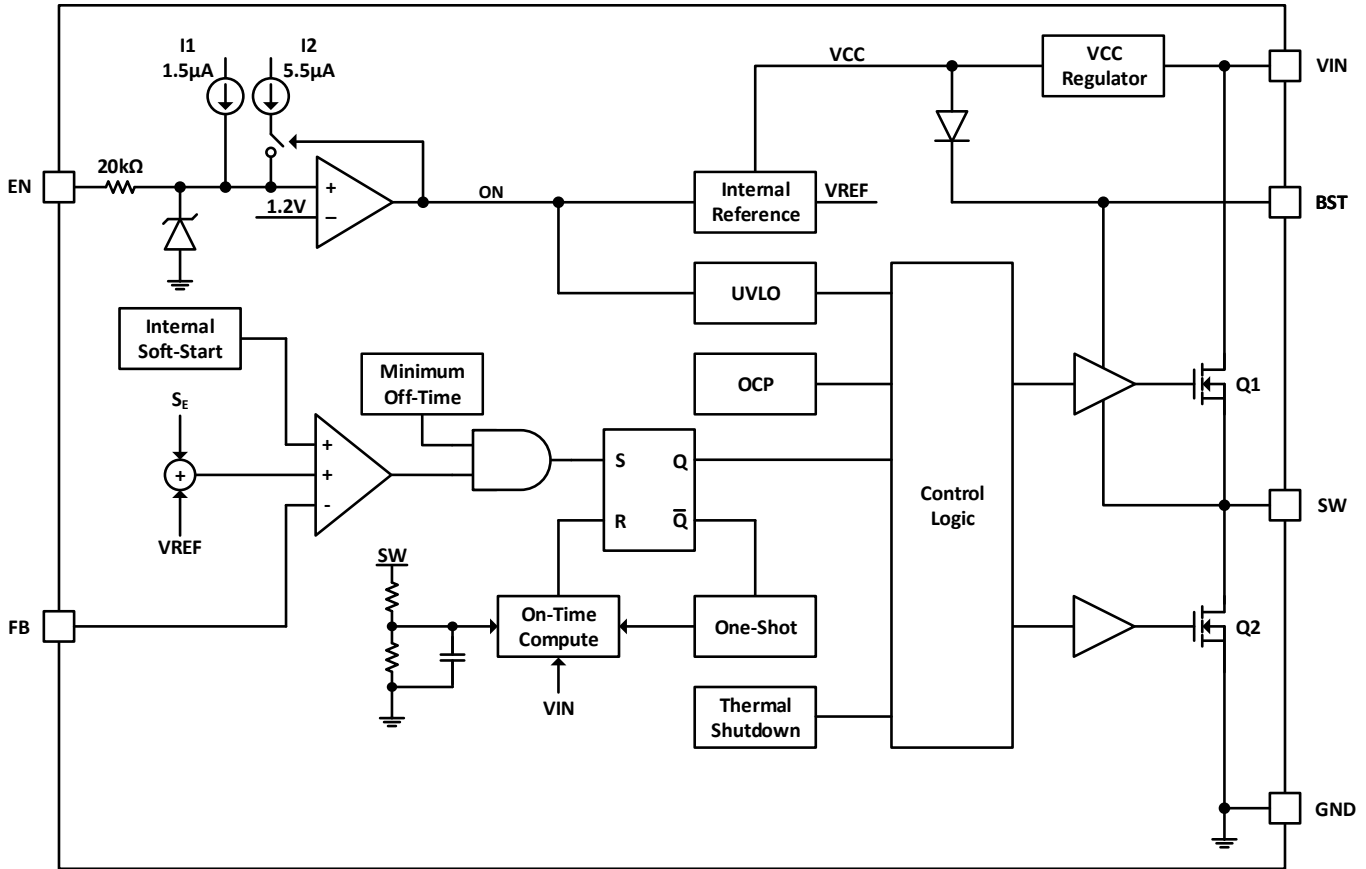 I1
1.5µA
I2
5.5µA
VCC
VCC
Regulator
VIN
EN
20kΩ
+
1.2V
−
ON
Internal
Reference
VREF
BST
UVLO
Internal
Soft-Start
Minimum
Off-Time
OCP
Q1
SE
+
+
+
-
VREF
S
Q
R
Q̅
Control
Logic
SW
SW
FB
On-Time
Compute
One-Shot
Q2
VIN
Thermal
Shutdown
GND